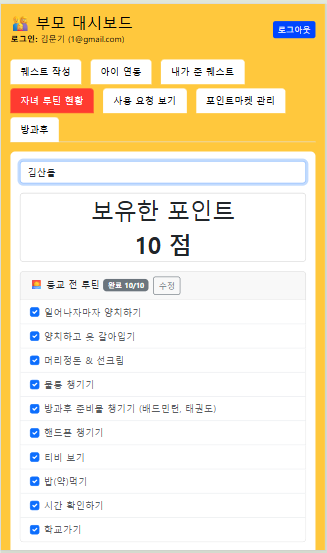 부모 대시보드
로그인: 김문기 (1@gmail.com)
로그아웃
퀘스트 작성
아이 연동
내가 준 퀘스트
자녀 루틴 현황
사용 요청 보기
포인트마켓 관리
방과후
김산들
보유한 포인트
10 점
등교 전 루틴 완료 10/10 수정
일어나자마자 양치하기
양치하고 옷 갈아입기
머리정돈 & 선크림
물통 챙기기
방과후 준비물 챙기기 (배드민턴, 태권도)
핸드폰 챙기기
티비 보기
밥(약)먹기
시간 확인하기
학교가기